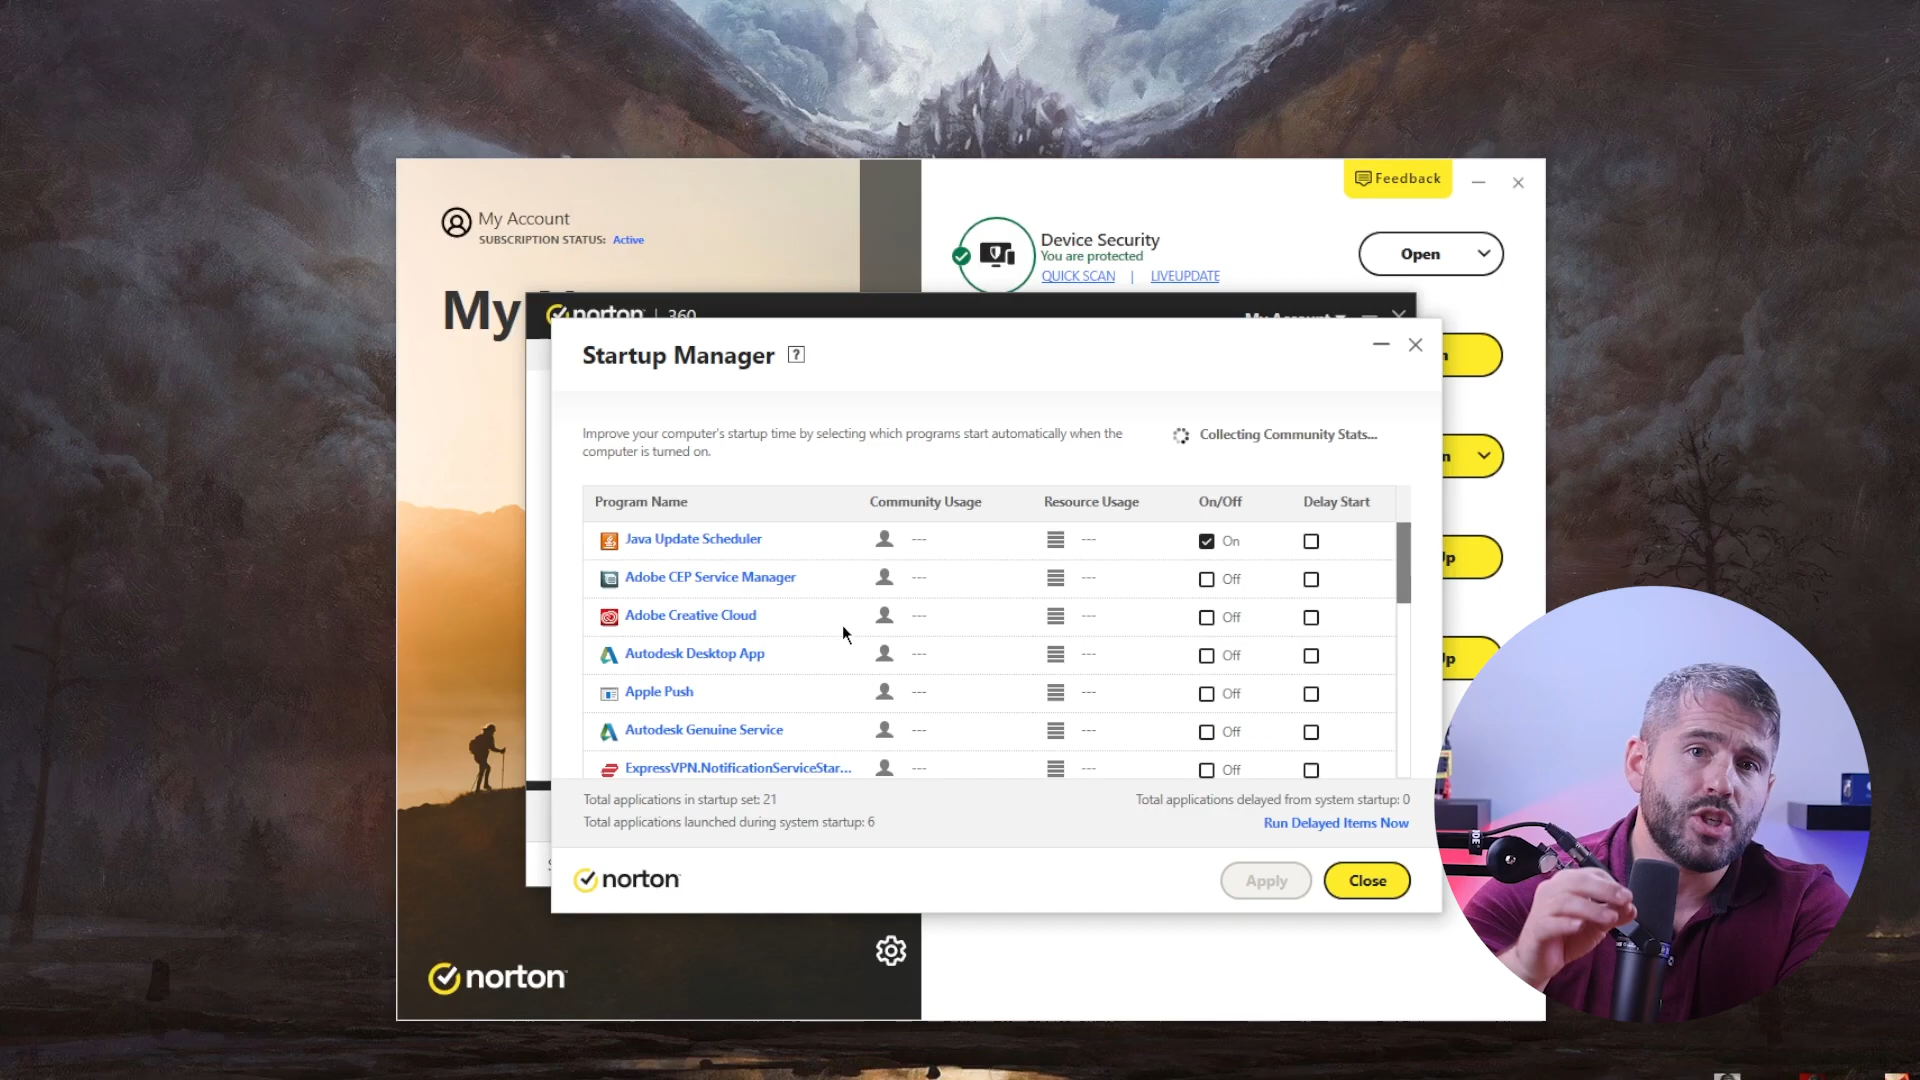 Feedback
My Account
SUBSCRIPTION STATUS: Active
Device Security
You are protected
QUICK SCAN | LIVEUPDATE
Open
My
norton | 360
My Account
Startup Manager ?
Improve your computer's startup time by selecting which programs start automatically when the
computer is turned on.
Collecting Community Stats...
Program Name Community Usage Resource Usage On/Off Delay Start
Java Update Scheduler --- --- On
Adobe CEP Service Manager --- --- Off
Adobe Creative Cloud --- --- Off
Autodesk Desktop App --- --- Off
Apple Push --- --- Off
Autodesk Genuine Service --- --- Off
ExpressVPN.NotificationServiceStar... --- --- Off
Total applications in startup set: 21
Total applications delayed from system startup: 0
Total applications launched during system startup: 6
Run Delayed Items Now
norton
Apply
Close
norton